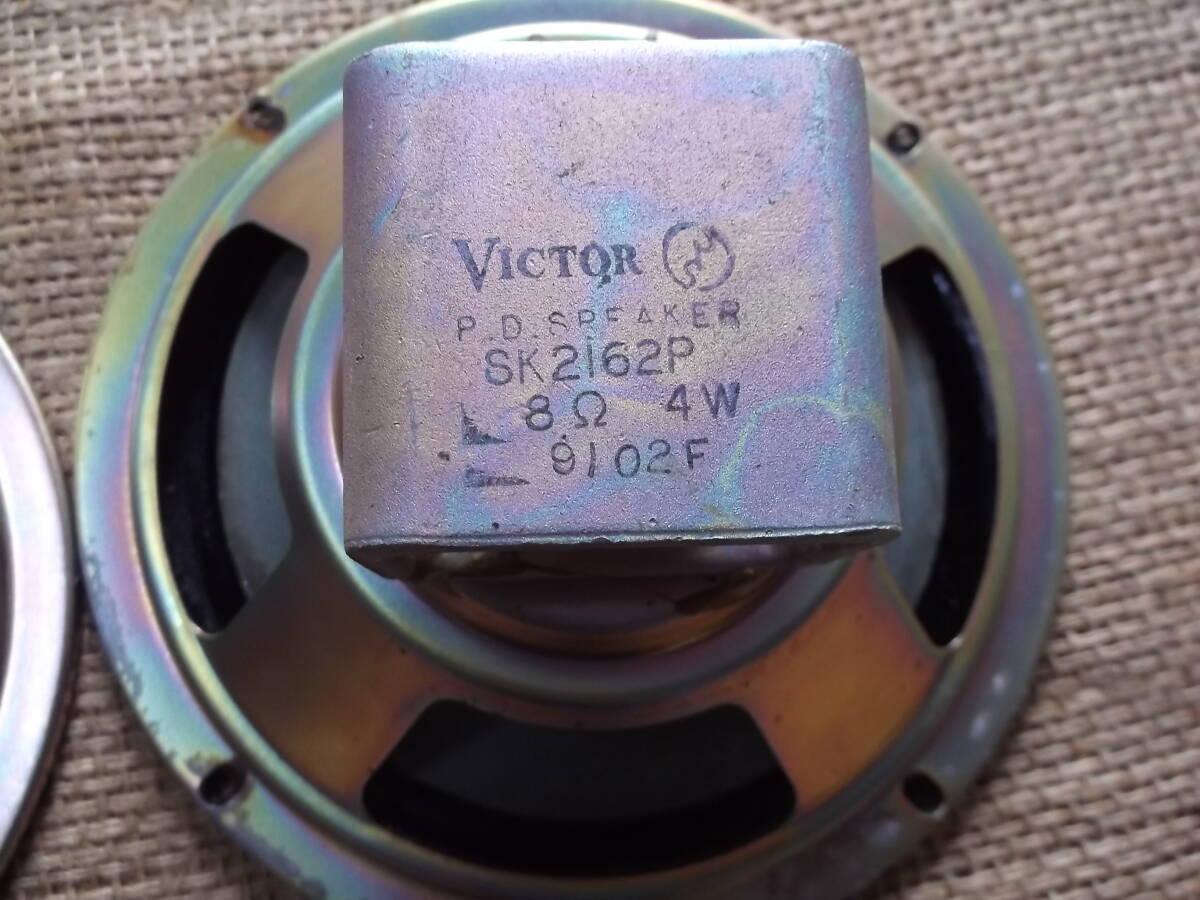 VICTOR
P.D.SPEAKER
SK2162P
8Ω 4W
9102F